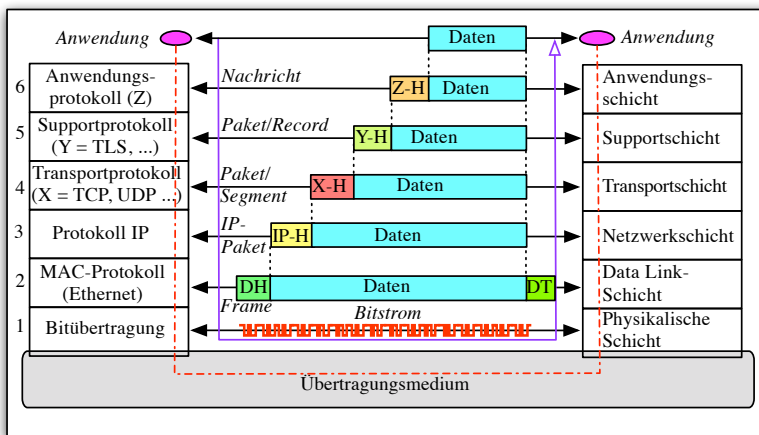 Anwendung
Daten
Anwendung
6
Anwendungs-
protokoll (Z)
Nachricht
Z-H
Daten
Anwendungs-
schicht
5
Supportprotokoll
(Y = TLS, ...)
Paket/Record
Y-H
Daten
Supportschicht
4
Transportprotokoll
(X = TCP, UDP ...)
Paket/
Segment
X-H
Daten
Transportschicht
3
Protokoll IP
IP-
Paket
IP-H
Daten
Netzwerkschicht
2
MAC-Protokoll
(Ethernet)
Frame
DH
Daten
DT
Data Link-
Schicht
1
Bitübertragung
Bitstrom
Physikalische
Schicht
Übertragungsmedium